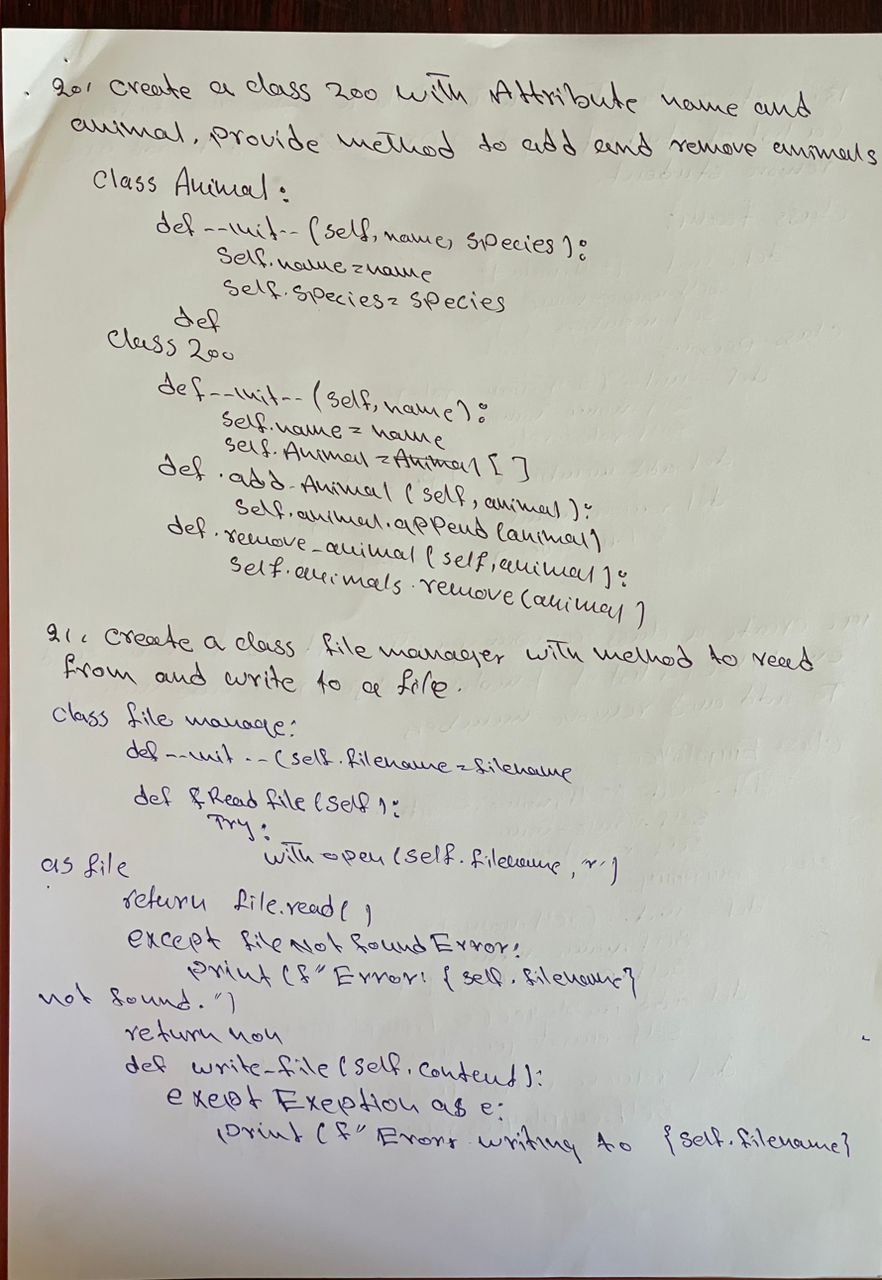 20. Create a class Zoo with Attribute name and
animal. provide method to add and remove animals
Class Animal:
def --init-- (self, name, species):
Self.name = name
Self.species = species
def
Class Zoo
def --init-- (self, name):
Self.name = name
self.Animal = Animal [ ]
def .add-Animal (self, animal):
Self.animal.append (animal)
def .remove_animal (self, animal):
Self.animals.remove (animal)
21. Create a class file manager with method to read
from and write to a file.
Class file manage:
def --init -- (self.filename = filename
def Read file (self):
Try:
with open (self.filename, 'r')
as file
return file.read( )
except file Not found Error:
print (f" Error: {self.filename}
not found.")
return non
def write-file (self.content):
exept Exeption as e:
print (f" Errors writing to {self.filename}